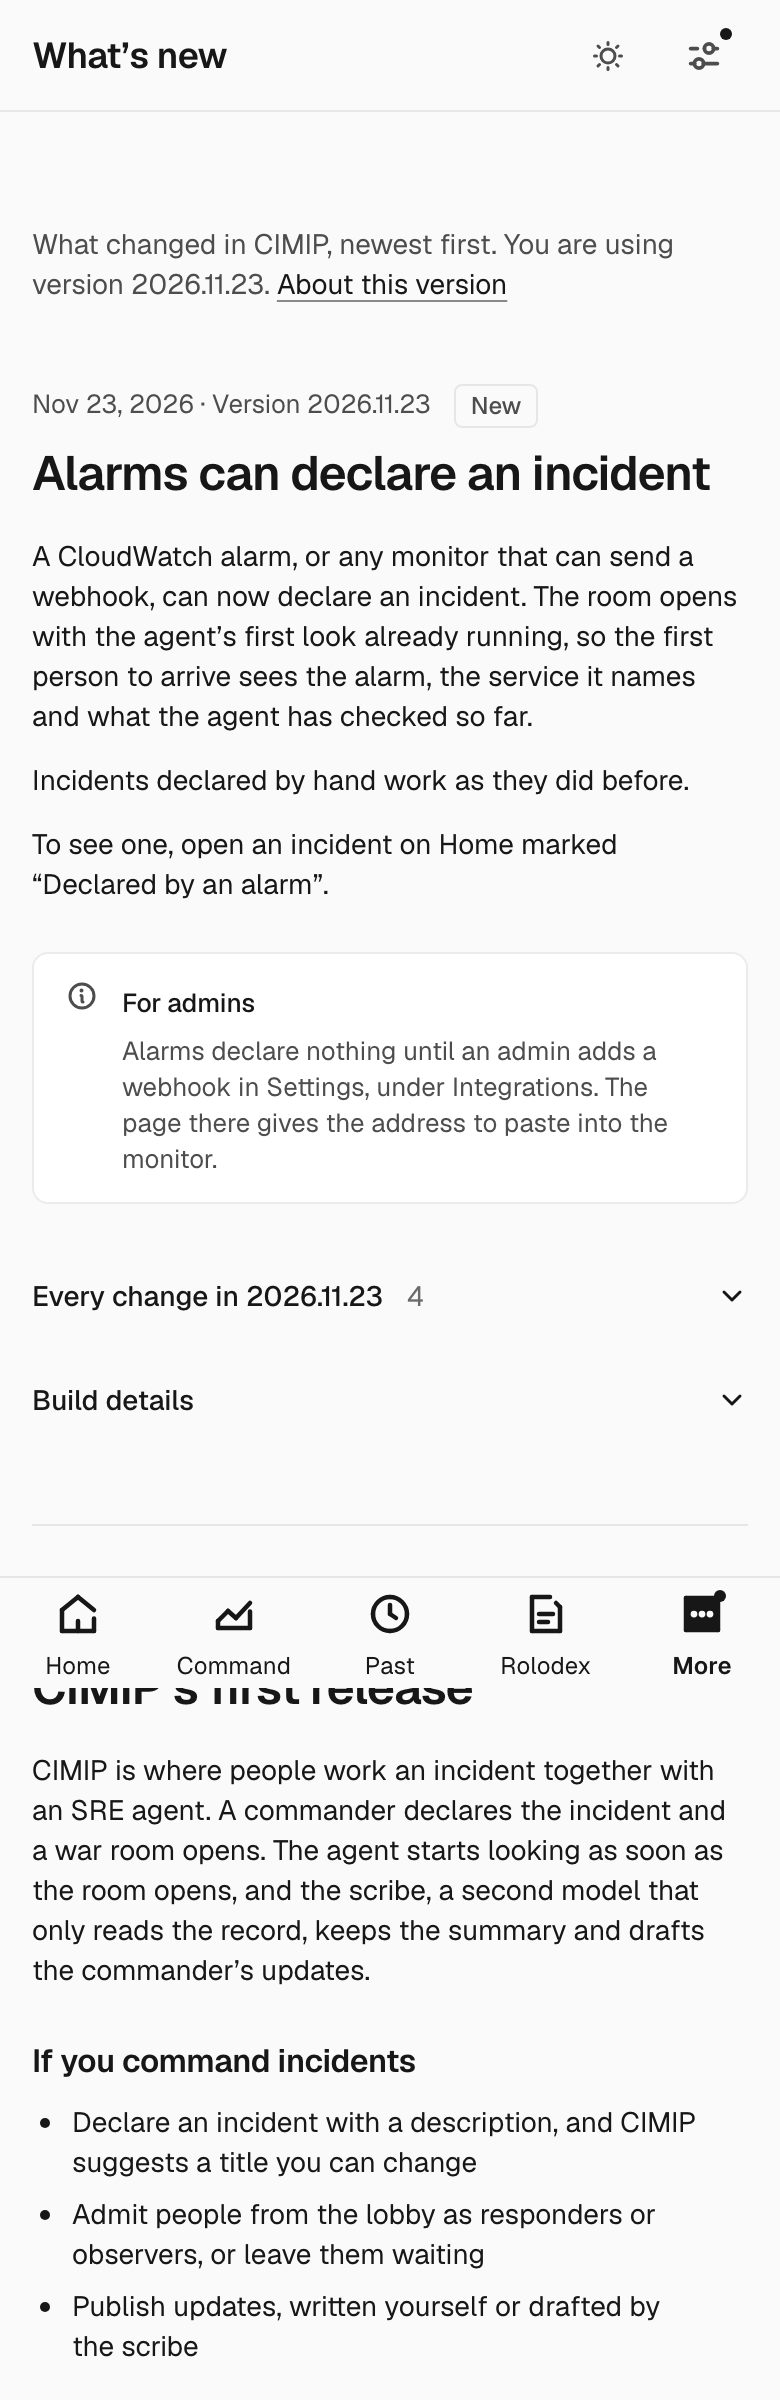 What’s new
What changed in CIMIP, newest first. You are using
version 2026.11.23. About this version
Nov 23, 2026 · Version 2026.11.23 New
Alarms can declare an incident
A CloudWatch alarm, or any monitor that can send a
webhook, can now declare an incident. The room opens
with the agent’s first look already running, so the first
person to arrive sees the alarm, the service it names
and what the agent has checked so far.
Incidents declared by hand work as they did before.
To see one, open an incident on Home marked
“Declared by an alarm”.
For admins
Alarms declare nothing until an admin adds a
webhook in Settings, under Integrations. The
page there gives the address to paste into the
monitor.
Every change in 2026.11.23 4
Build details
Home Command Past Rolodex More
CIMIP’s first release
CIMIP is where people work an incident together with
an SRE agent. A commander declares the incident and
a war room opens. The agent starts looking as soon as
the room opens, and the scribe, a second model that
only reads the record, keeps the summary and drafts
the commander’s updates.
If you command incidents
• Declare an incident with a description, and CIMIP
suggests a title you can change
• Admit people from the lobby as responders or
observers, or leave them waiting
• Publish updates, written yourself or drafted by
the scribe